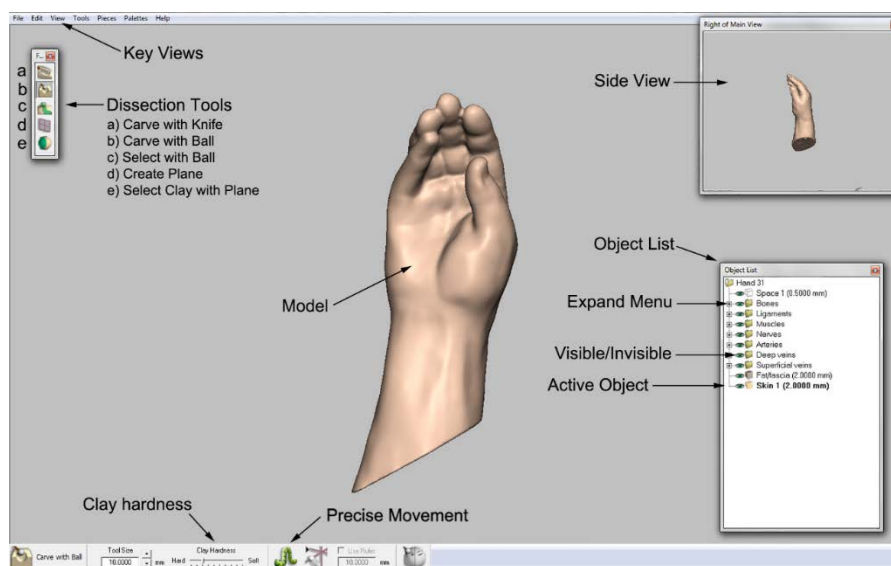 File Edit View Tools Pieces Palettes Help
Key Views
F...
a
b
c
d
e
Dissection Tools
a) Carve with Knife
b) Carve with Ball
c) Select with Ball
d) Create Plane
e) Select Clay with Plane
Right of Main View
Side View
Model
Object List
Expand Menu
Visible/Invisible
Active Object
Object List
Hand 31
Space 1 (0.5000 mm)
Bones
Ligaments
Muscles
Nerves
Arteries
Deep veins
Superficial veins
Fat/fascia (2.0000 mm)
Skin 1 (2.0000 mm)
Clay hardness
Precise Movement
Carve with Ball
Tool Size
10.0000 mm
Clay Hardness
Hard Soft
Use Ruler
10.0000 mm